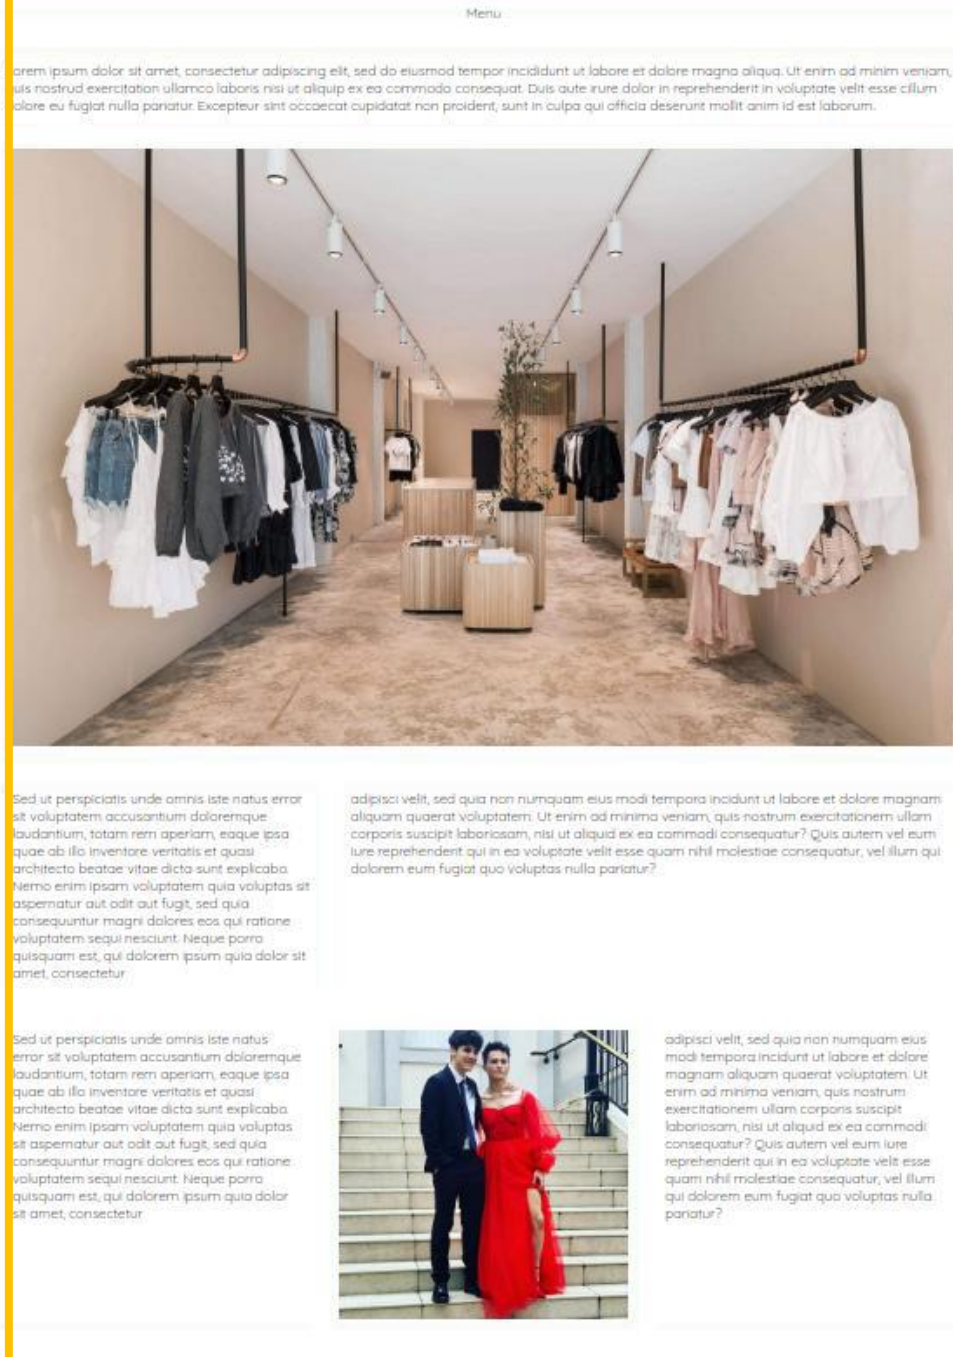 Menu
orem ipsum dolor sit amet, consectetur adipiscing elit, sed do eiusmod tempor incididunt ut labore et dolore magna aliqua. Ut enim ad minim veniam,
uis nostrud exercitation ullamco laboris nisi ut aliquip ex ea commodo consequat. Duis aute irure dolor in reprehenderit in voluptate velit esse cillum
olore eu fugiat nulla pariatur. Excepteur sint occaecat cupidatat non proident, sunt in culpa qui officia deserunt mollit anim id est laborum.
Sed ut perspiciatis unde omnis iste natus error
sit voluptatem accusantium doloremque
laudantium, totam rem aperiam, eaque ipsa
quae ab illo inventore veritatis et quasi
architecto beatae vitae dicta sunt explicabo.
Nemo enim ipsam voluptatem quia voluptas sit
aspernatur aut odit aut fugit, sed quia
consequuntur magni dolores eos qui ratione
voluptatem sequi nesciunt. Neque porro
quisquam est, qui dolorem ipsum quia dolor sit
amet, consectetur
adipisci velit, sed quia non numquam eius modi tempora incidunt ut labore et dolore magnam
aliquam quaerat voluptatem. Ut enim ad minima veniam, quis nostrum exercitationem ullam
corporis suscipit laboriosam, nisi ut aliquid ex ea commodi consequatur? Quis autem vel eum
iure reprehenderit qui in ea voluptate velit esse quam nihil molestiae consequatur, vel illum qui
dolorem eum fugiat quo voluptas nulla pariatur?
Sed ut perspiciatis unde omnis iste natus
error sit voluptatem accusantium doloremque
laudantium, totam rem aperiam, eaque ipsa
quae ab illo inventore veritatis et quasi
architecto beatae vitae dicta sunt explicabo.
Nemo enim ipsam voluptatem quia voluptas
sit aspernatur aut odit aut fugit, sed quia
consequuntur magni dolores eos qui ratione
voluptatem sequi nesciunt. Neque porro
quisquam est, qui dolorem ipsum quia dolor
sit amet, consectetur
adipisci velit, sed quia non numquam eius
modi tempora incidunt ut labore et dolore
magnam aliquam quaerat voluptatem. Ut
enim ad minima veniam, quis nostrum
exercitationem ullam corporis suscipit
laboriosam, nisi ut aliquid ex ea commodi
consequatur? Quis autem vel eum iure
reprehenderit qui in ea voluptate velit esse
quam nihil molestiae consequatur, vel illum
qui dolorem eum fugiat quo voluptas nulla
pariatur?